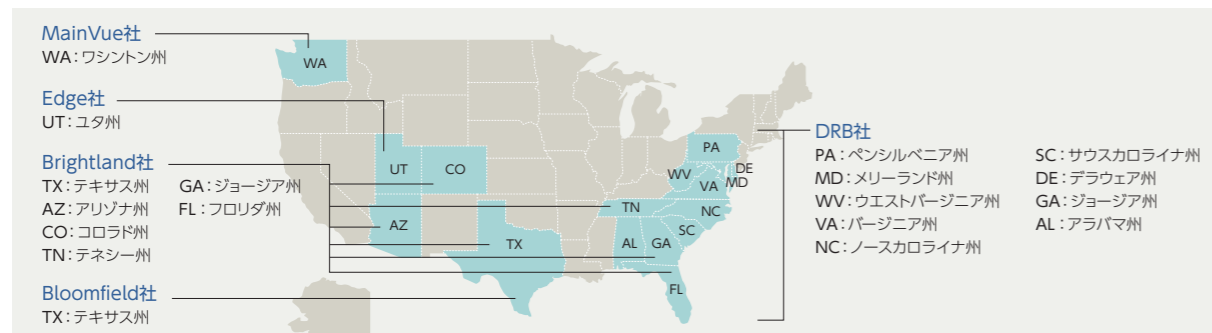 MainVue社
WA：ワシントン州
Edge社
UT：ユタ州
Brightland社
TX：テキサス州 GA：ジョージア州
AZ：アリゾナ州 FL：フロリダ州
CO：コロラド州
TN：テネシー州
Bloomfield社
TX：テキサス州
WA
UT
CO
AZ
TX
TN
AL
GA
FL
SC
NC
VA
WV
PA
DE
MD
DRB社
PA：ペンシルベニア州 SC：サウスカロライナ州
MD：メリーランド州 DE：デラウェア州
WV：ウエストバージニア州 GA：ジョージア州
VA：バージニア州 AL：アラバマ州
NC：ノースカロライナ州